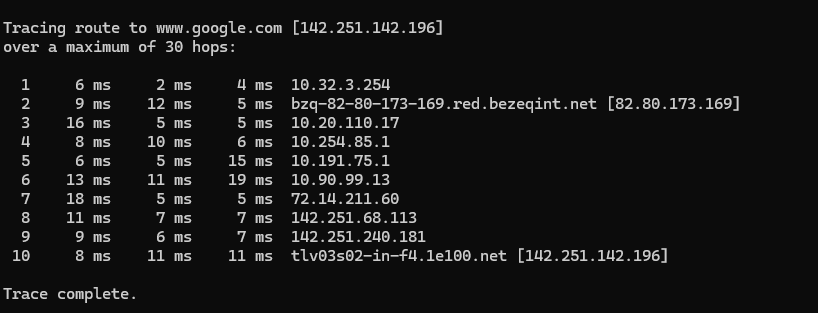 Tracing route to www.google.com [142.251.142.196]
over a maximum of 30 hops:
1 6 ms 2 ms 4 ms 10.32.3.254
2 9 ms 12 ms 5 ms bzq-82-80-173-169.red.bezeqint.net [82.80.173.169]
3 16 ms 5 ms 5 ms 10.20.110.17
4 8 ms 10 ms 6 ms 10.254.85.1
5 6 ms 5 ms 15 ms 10.191.75.1
6 13 ms 11 ms 19 ms 10.90.99.13
7 18 ms 5 ms 5 ms 72.14.211.60
8 11 ms 7 ms 7 ms 142.251.68.113
9 9 ms 6 ms 7 ms 142.251.240.181
10 8 ms 11 ms 11 ms tlv03s02-in-f4.1e100.net [142.251.142.196]
Trace complete.